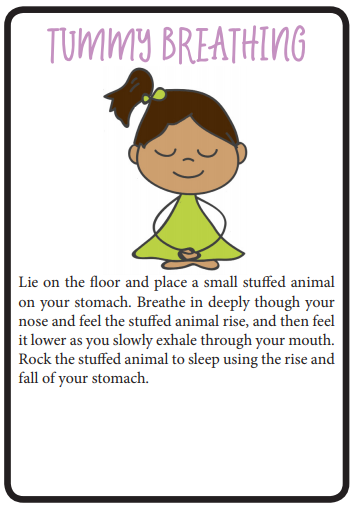 TUMMY BREATHING
Lie on the floor and place a small stuffed animal
on your stomach. Breathe in deeply though your
nose and feel the stuffed animal rise, and then feel
it lower as you slowly exhale through your mouth.
Rock the stuffed animal to sleep using the rise and
fall of your stomach.